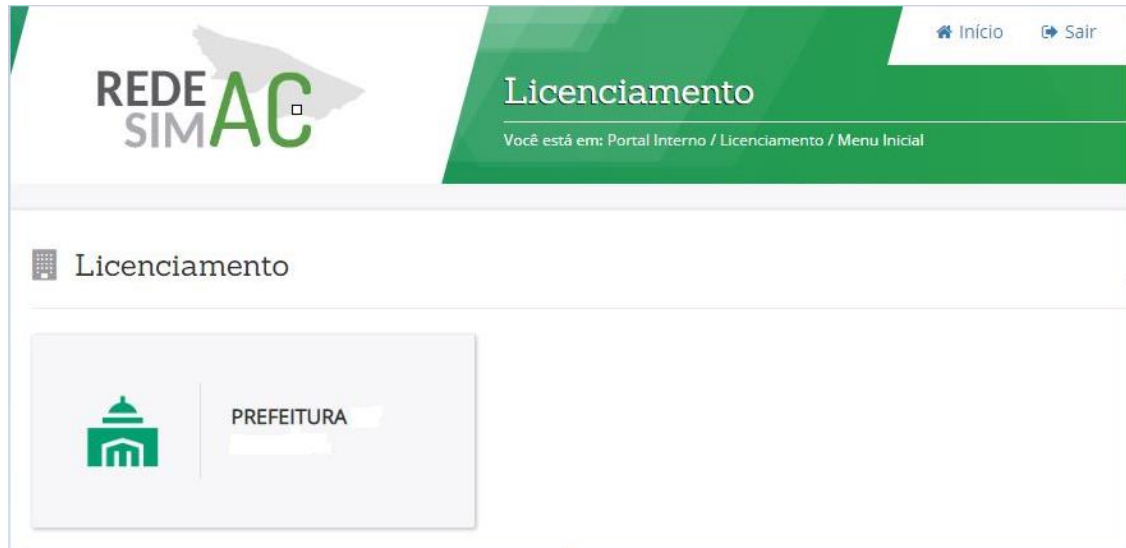 Início Sair
REDE
SIM AC
Licenciamento
Você está em: Portal Interno / Licenciamento / Menu Inicial
Licenciamento
PREFEITURA